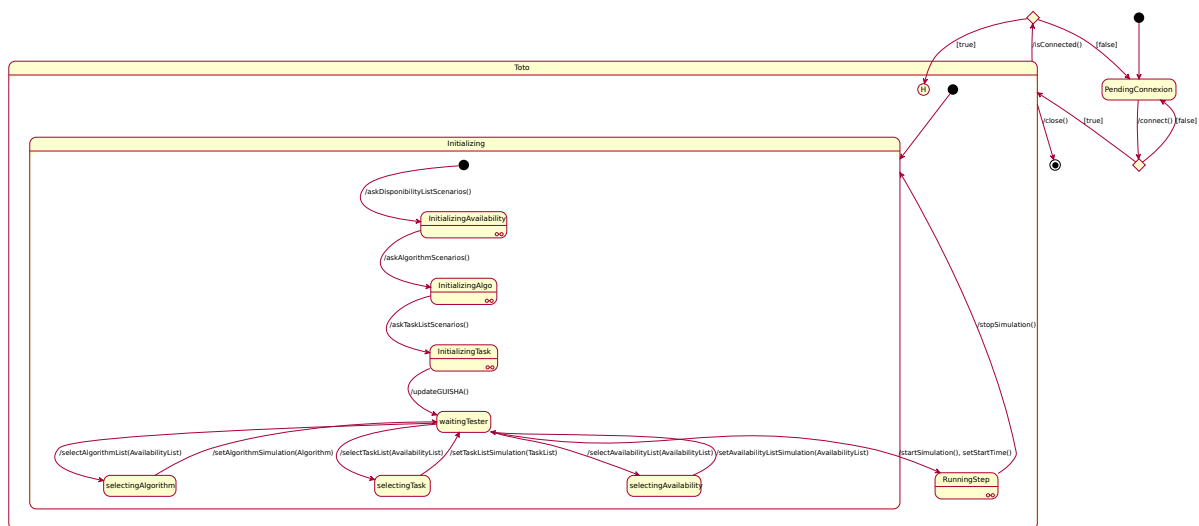 [true]
/isConnected()
[false]
Toto
H
PendingConnexion
/close()
[true]
/connect()
[false]
Initializing
/askDisponibilityListScenarios()
InitializingAvailability
/askAlgorithmScenarios()
InitializingAlgo
/askTaskListScenarios()
/stopSimulation()
InitializingTask
/updateGUISHA()
waitingTester
/selectAlgorithmList(AvailabilityList)
/setAlgorithmSimulation(Algorithm)
/selectTaskList(AvailabilityList)
/setTaskListSimulation(TaskList)
/selectAvailabilityList(AvailabilityList)
/setAvailabilityListSimulation(AvailabilityList)
/startSimulation(), setStartTime()
selectingAlgorithm
selectingTask
selectingAvailability
RunningStep